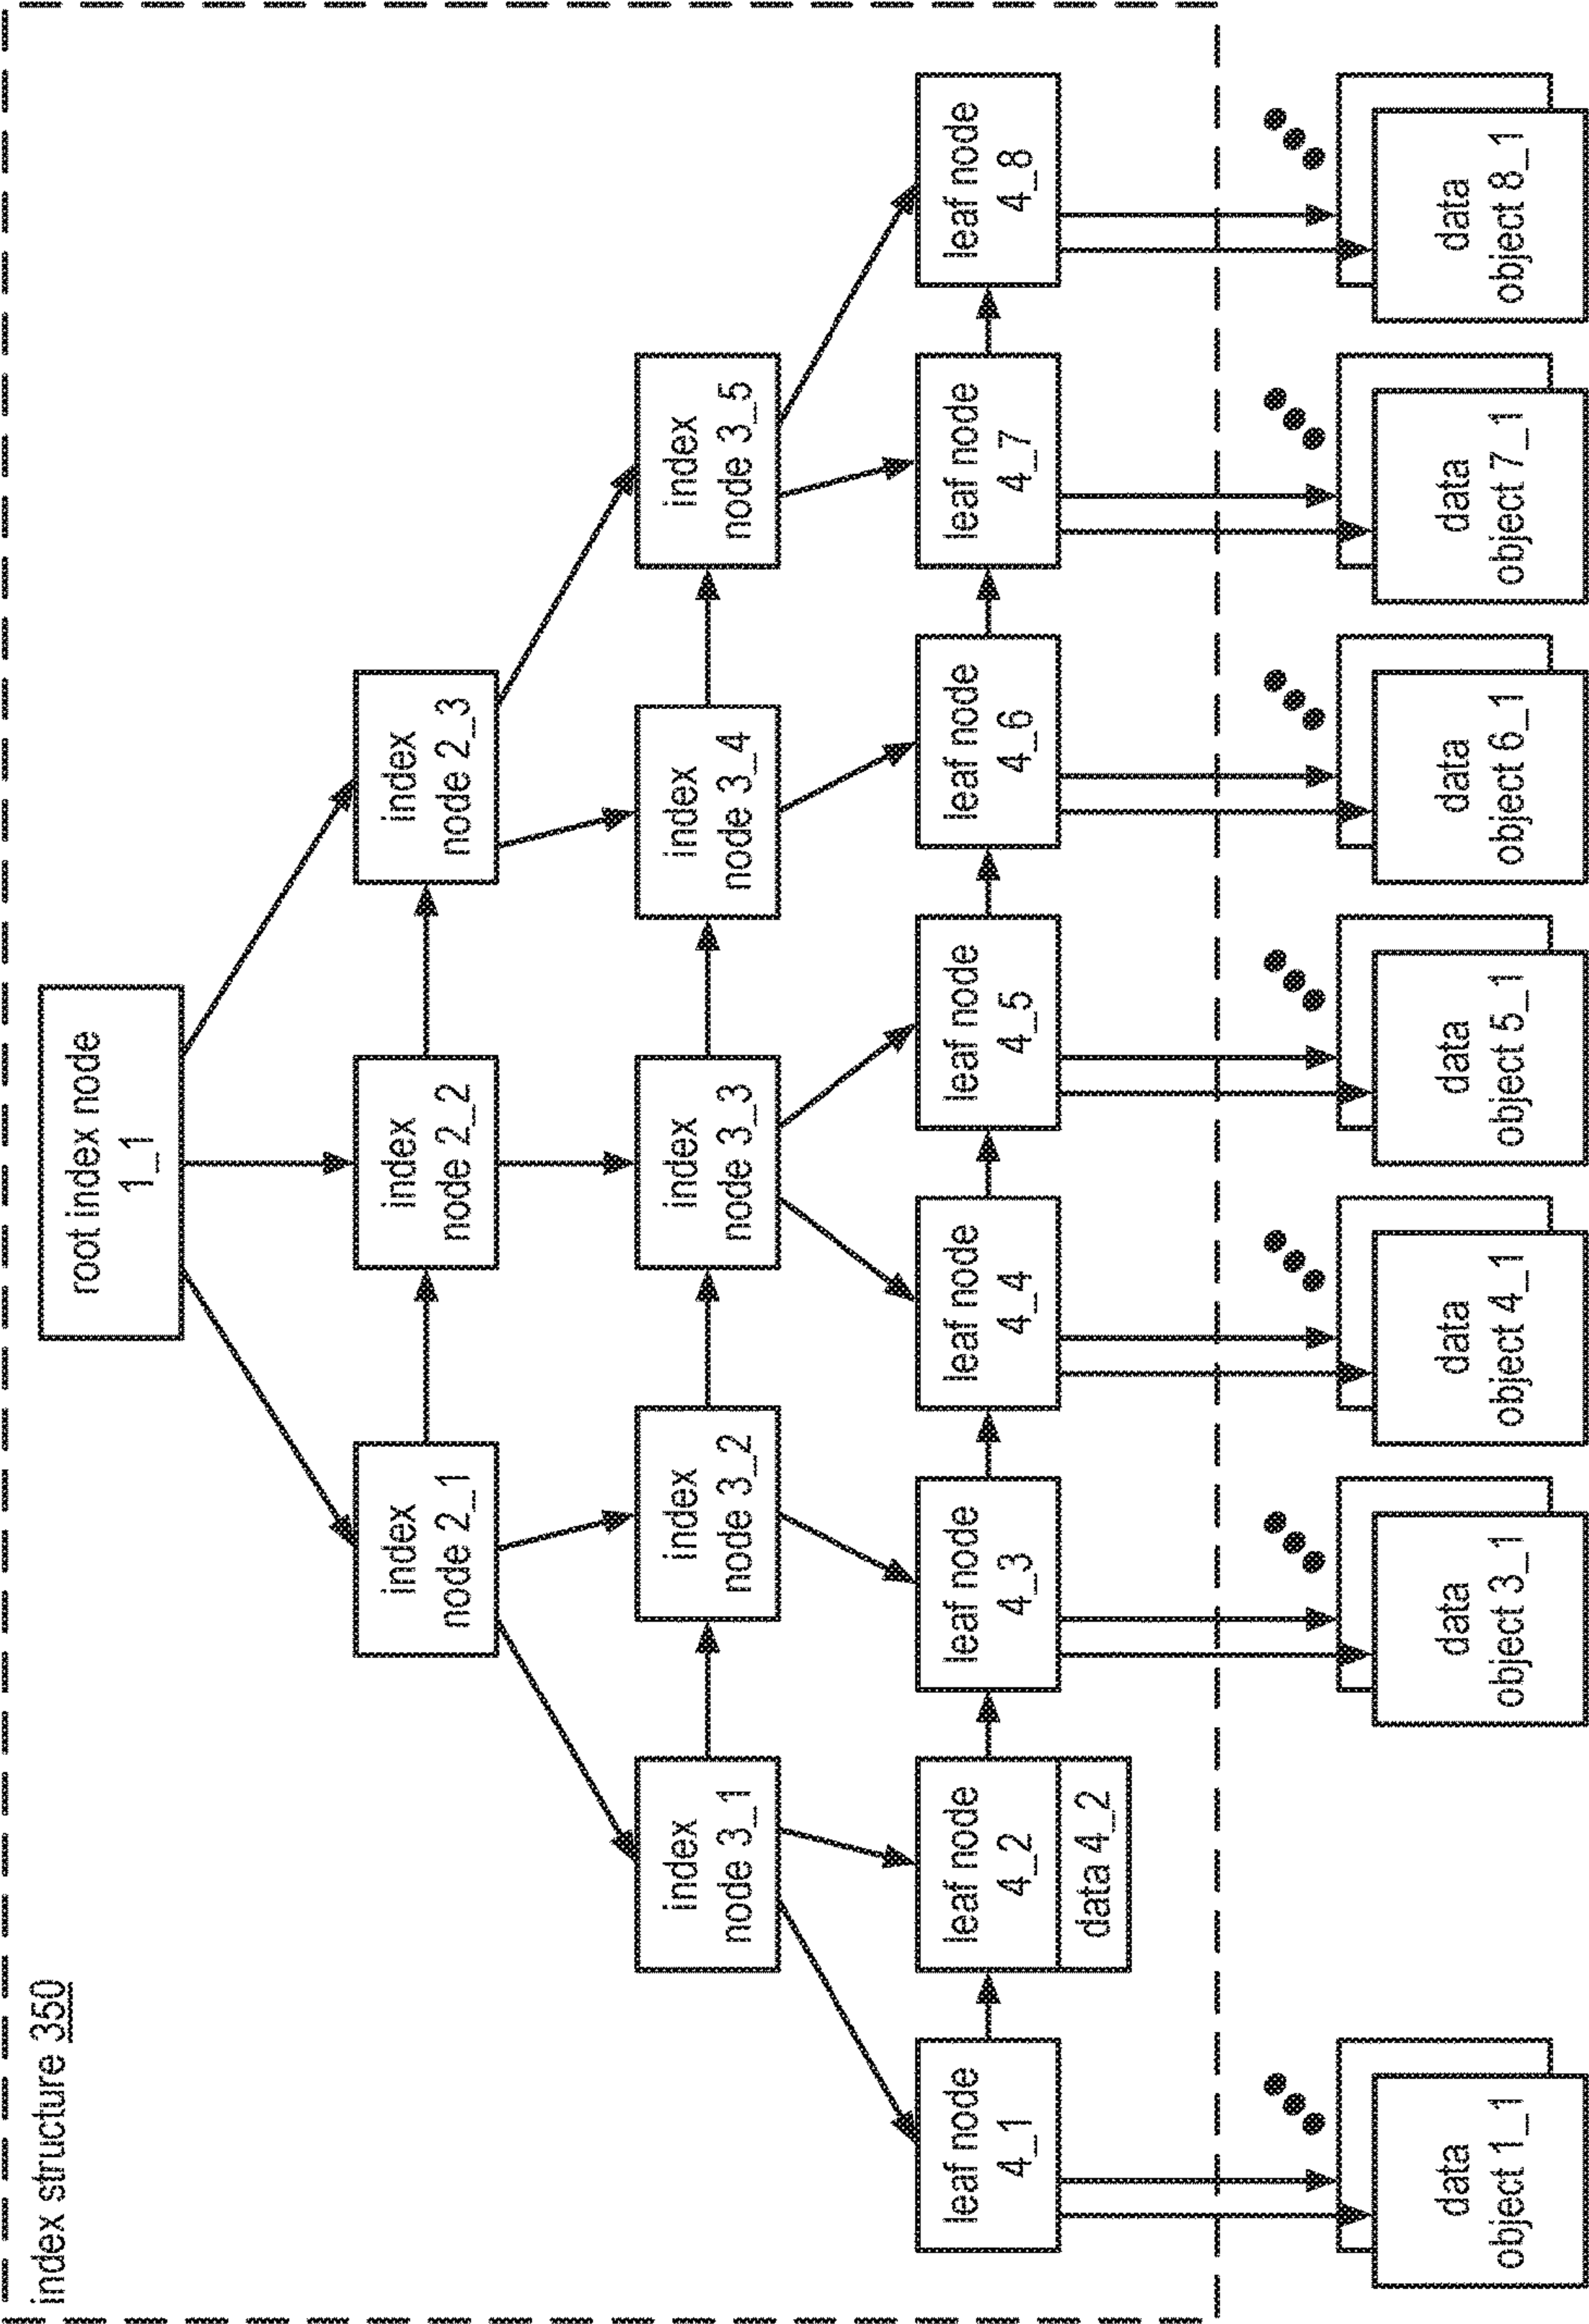 index structure 350
root index node
1_1
index
node 2_1
index
node 2_2
index
node 2_3
index
node 3_1
index
node 3_2
index
node 3_3
index
node 3_4
index
node 3_5
leaf node
4_1
leaf node
4_2
data 4_2
leaf node
4_3
leaf node
4_4
leaf node
4_5
leaf node
4_6
leaf node
4_7
leaf node
4_8
data
object 1_1
data
object 3_1
data
object 4_1
data
object 5_1
data
object 6_1
data
object 7_1
data
object 8_1